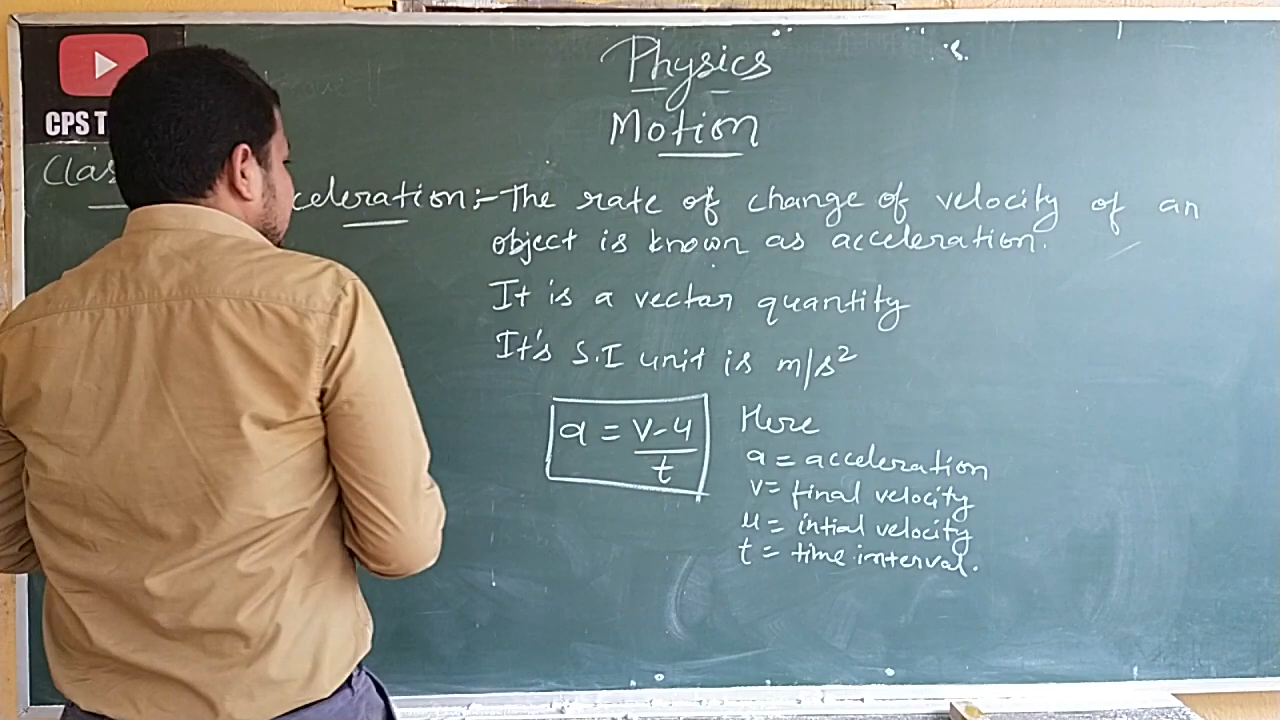 CPS T
Physics
Motion
Clas
celeration:- The rate of change of velocity of an
object is known as acceleration.
It is a vector quantity
It's S.I unit is m/s²
a = v-u/t
Here
a = acceleration
v = final velocity
u = intial velocity
t = time interval.